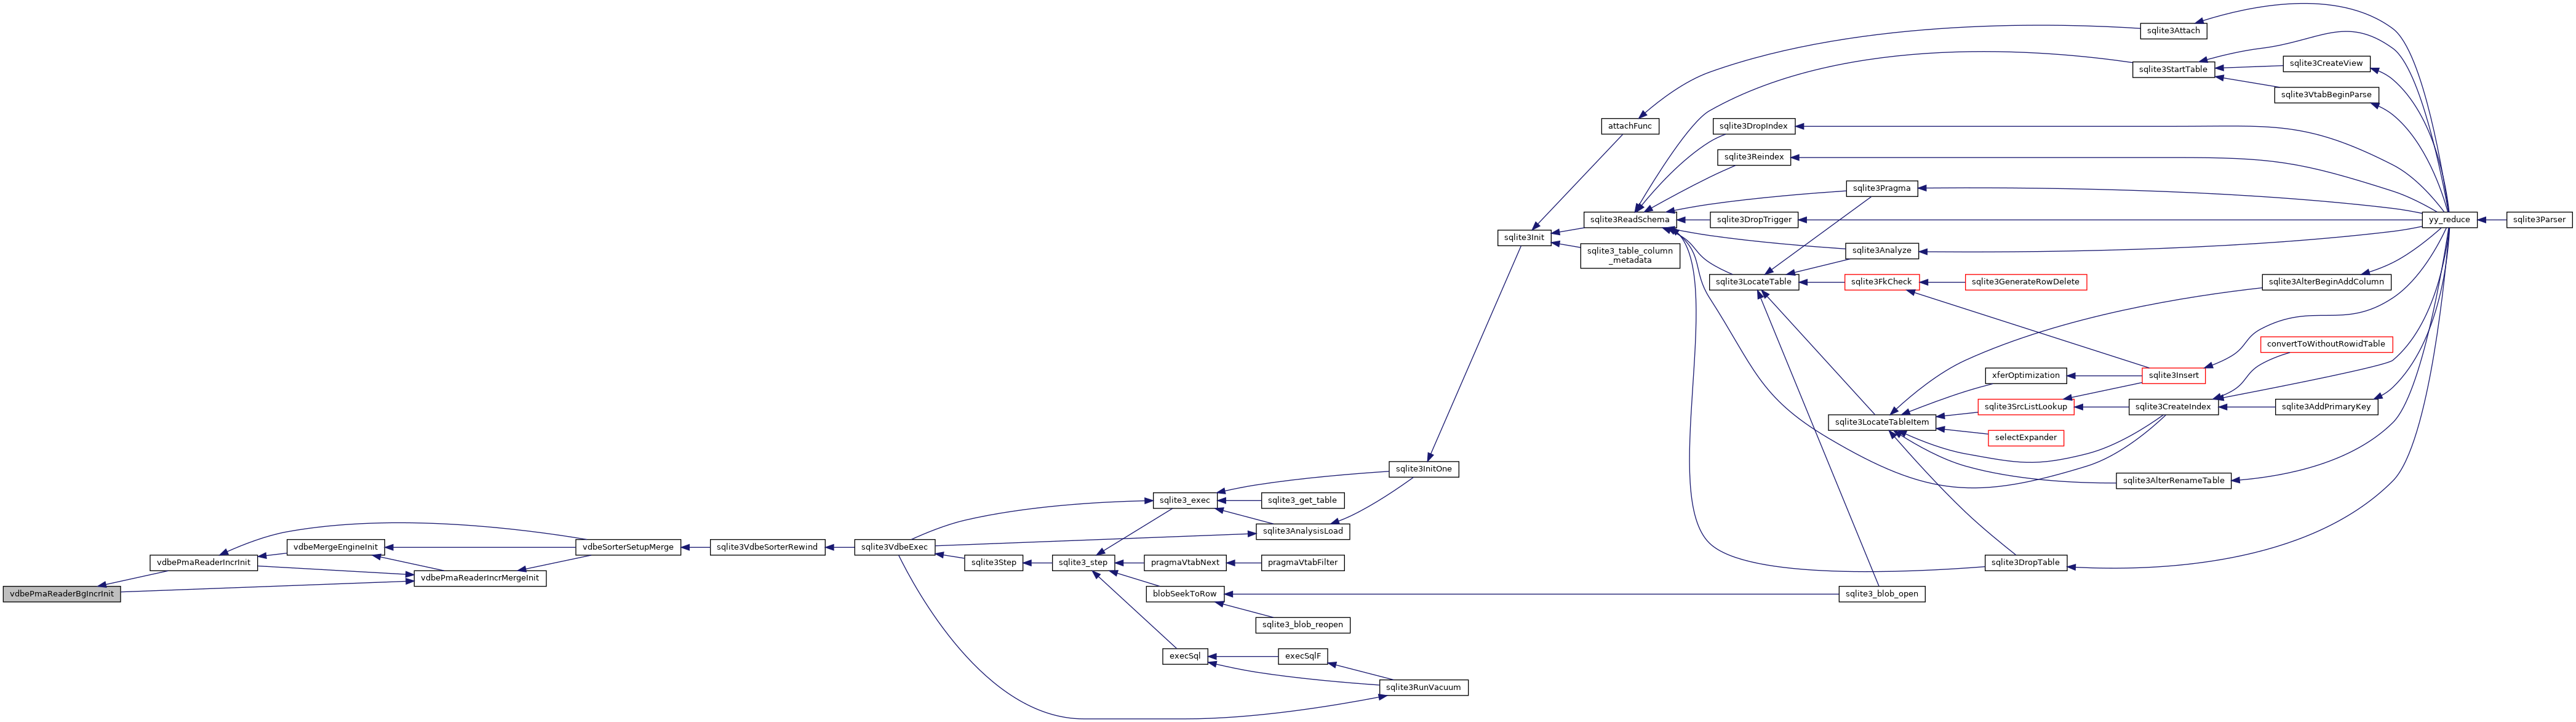 vdbePmaReaderBgIncrInit
vdbePmaReaderIncrInit
vdbeMergeEngineInit
vdbePmaReaderIncrMergeInit
vdbeSorterSetupMerge
sqlite3VdbeSorterRewind
sqlite3VdbeExec
sqlite3Step
sqlite3_exec
sqlite3_step
sqlite3_get_table
sqlite3AnalysisLoad
pragmaVtabNext
pragmaVtabFilter
blobSeekToRow
sqlite3_blob_reopen
execSql
execSqlF
sqlite3RunVacuum
sqlite3InitOne
sqlite3Init
attachFunc
sqlite3ReadSchema
sqlite3_table_column
_metadata
sqlite3DropIndex
sqlite3Reindex
sqlite3Pragma
sqlite3DropTrigger
sqlite3Analyze
sqlite3LocateTable
sqlite3FkCheck
sqlite3GenerateRowDelete
sqlite3LocateTableItem
xferOptimization
sqlite3SrcListLookup
selectExpander
sqlite3DropTable
sqlite3_blob_open
sqlite3Attach
sqlite3StartTable
sqlite3CreateView
sqlite3VtabBeginParse
sqlite3AlterBeginAddColumn
convertToWithoutRowidTable
sqlite3Insert
sqlite3CreateIndex
sqlite3AddPrimaryKey
sqlite3AlterRenameTable
yy_reduce
sqlite3Parser